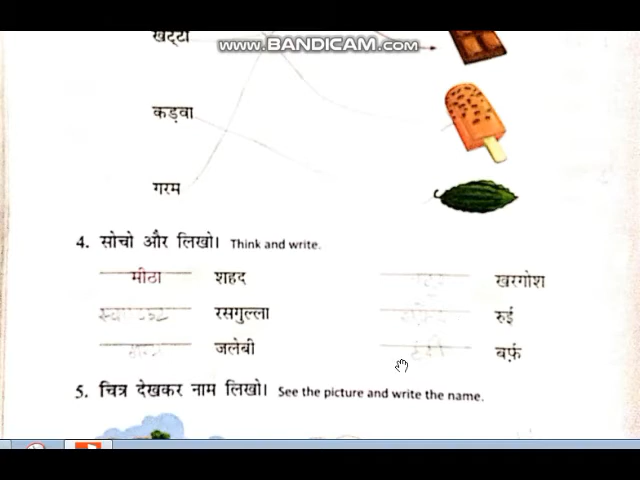 खट्टा
www.BANDICAM.com
कड़वा
गरम
4. सोचो और लिखो। Think and write.
मीठा शहद खरगोश
रसगुल्ला रुई
जलेबी बर्फ़
5. चित्र देखकर नाम लिखो। See the picture and write the name.